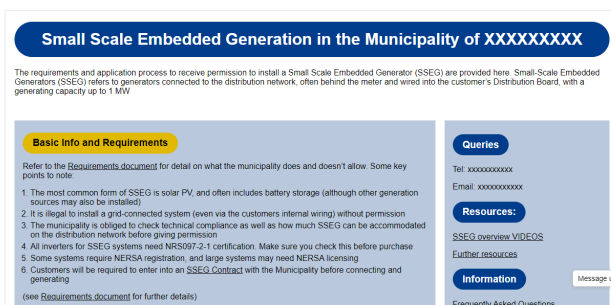 Small Scale Embedded Generation in the Municipality of XXXXXXXXX
The requirements and application process to receive permission to install a Small Scale Embedded Generator (SSEG) are provided here. Small-Scale Embedded
Generators (SSEG) refers to generators connected to the distribution network, often behind the meter and wired into the customer's Distribution Board, with a
generating capacity up to 1 MW
Basic Info and Requirements
Refer to the Requirements document for detail on what the municipality does and doesn't allow. Some key
points to note:
1. The most common form of SSEG is solar PV, and often includes battery storage (although other generation
sources may also be installed)
2. It is illegal to install a grid-connected system (even via the customers internal wiring) without permission
3. The municipality is obliged to check technical compliance as well as how much SSEG can be accommodated
on the distribution network before giving permission
4. All inverters for SSEG systems need NRS097-2-1 certification. Make sure you check this before purchase
5. Some systems require NERSA registration, and large systems may need NERSA licensing
6. Customers will be required to enter into an SSEG Contract with the Municipality before connecting and
generating
(see Requirements document for further details)
Queries
Tel: xxxxxxxxxxx
Email: xxxxxxxxxxx
Resources:
SSEG overview VIDEOS
Further resources
Information
Message u
Frequently Asked Questions